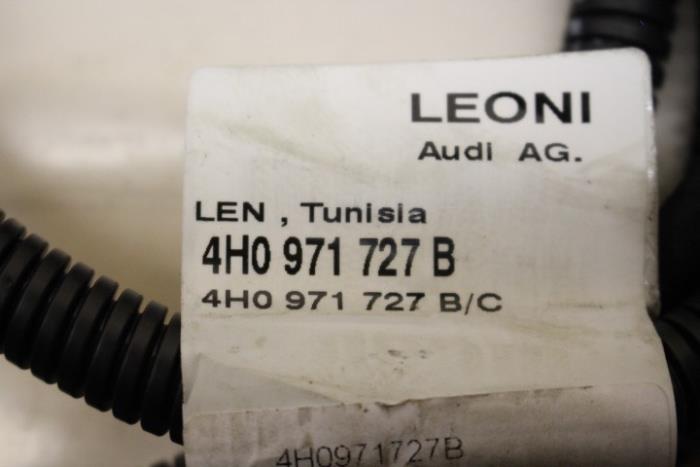 LEONI
Audi AG.
LEN , Tunisia
4H0 971 727 B
4H0 971 727 B/C
4H0971727B